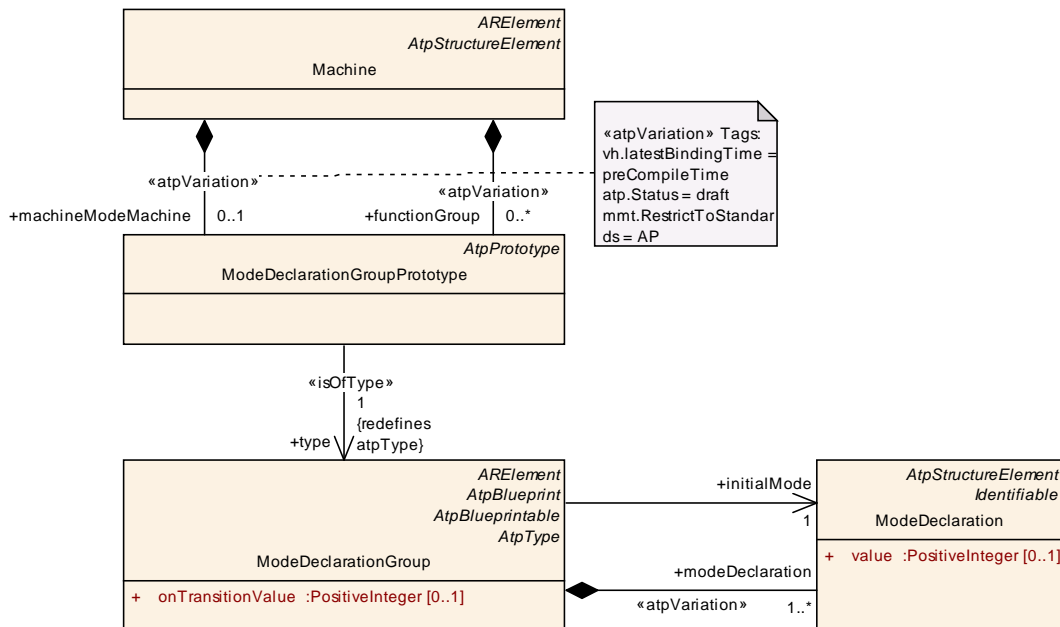 ARElement
AtpStructureElement
Machine
«atpVariation» Tags:
vh.latestBindingTime =
preCompileTime
atp.Status = draft
mmt.RestrictToStandar
ds = AP
«atpVariation»
«atpVariation»
+machineModeMachine 0..1
+functionGroup 0..*
AtpPrototype
ModeDeclarationGroupPrototype
«isOfType»
1
{redefines
+type atpType}
ARElement
AtpBlueprint
AtpBlueprintable
AtpType
ModeDeclarationGroup
+ onTransitionValue :PositiveInteger [0..1]
+initialMode
1
+modeDeclaration
«atpVariation» 1..*
AtpStructureElement
Identifiable
ModeDeclaration
+ value :PositiveInteger [0..1]